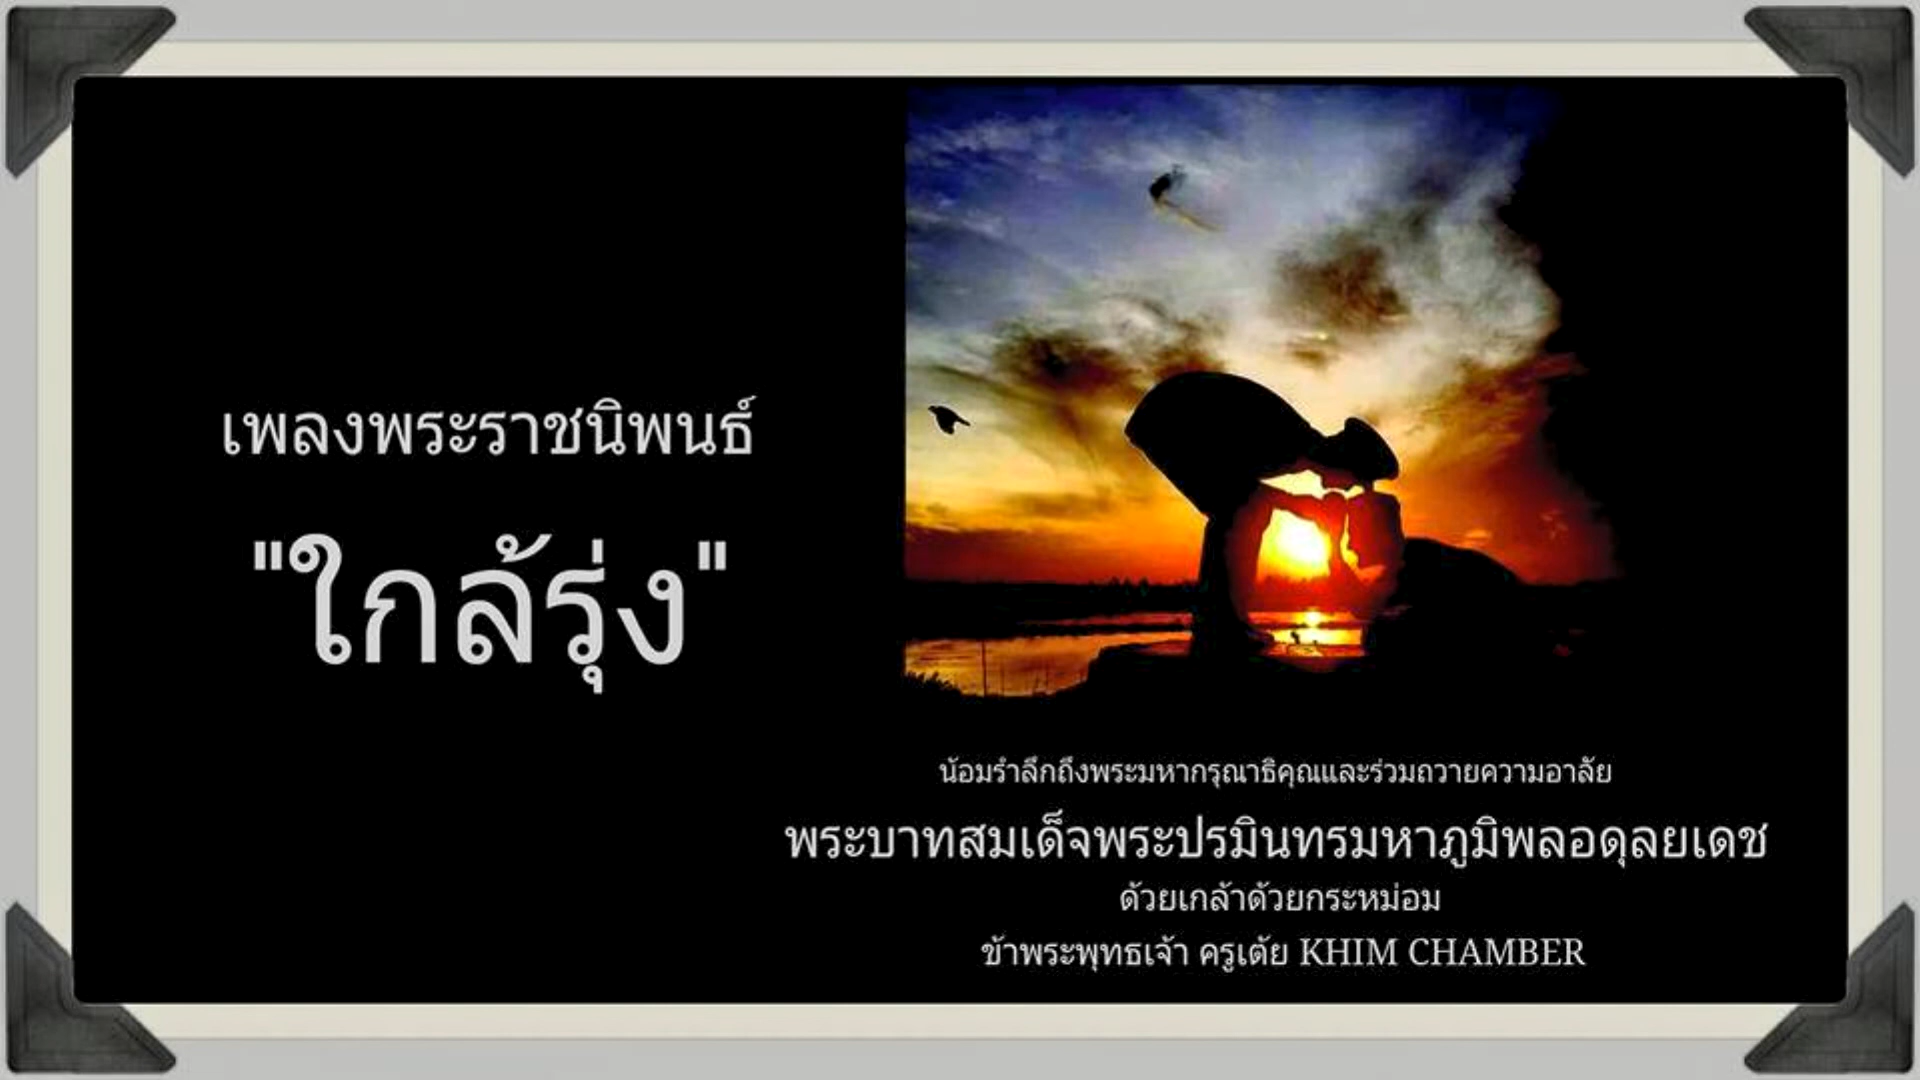 เพลงพระราชนิพนธ์
"ใกล้รุ่ง"
น้อมรำลึกถึงพระมหากรุณาธิคุณและร่วมถวายความอาลัย
พระบาทสมเด็จพระปรมินทรมหาภูมิพลอดุลยเดช
ด้วยเกล้าด้วยกระหม่อม
ข้าพระพุทธเจ้า ครูเต้ย KHIM CHAMBER